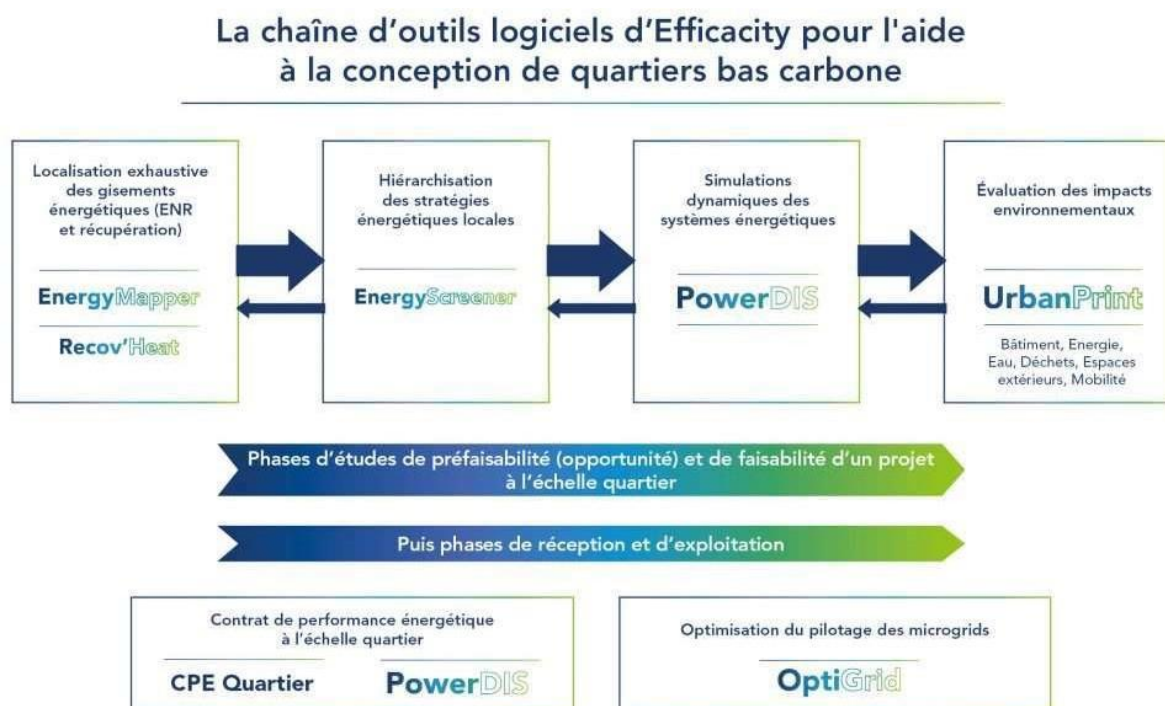 La chaîne d’outils logiciels d’Efficacity pour l'aide
à la conception de quartiers bas carbone
Localisation exhaustive
des gisements
énergétiques (ENR
et récupération)
EnergyMapper
Recov’Heat
Hiérarchisation
des stratégies
énergétiques locales
EnergyScreener
Simulations
dynamiques des
systèmes énergétiques
PowerDIS
Évaluation des impacts
environnementaux
UrbanPrint
Bâtiment, Energie,
Eau, Déchets, Espaces
extérieurs, Mobilité
Phases d’études de préfaisabilité (opportunité) et de faisabilité d’un projet
à l’échelle quartier
Puis phases de réception et d’exploitation
Contrat de performance énergétique
à l’échelle quartier
CPE Quartier
PowerDIS
Optimisation du pilotage des microgrids
OptiGrid